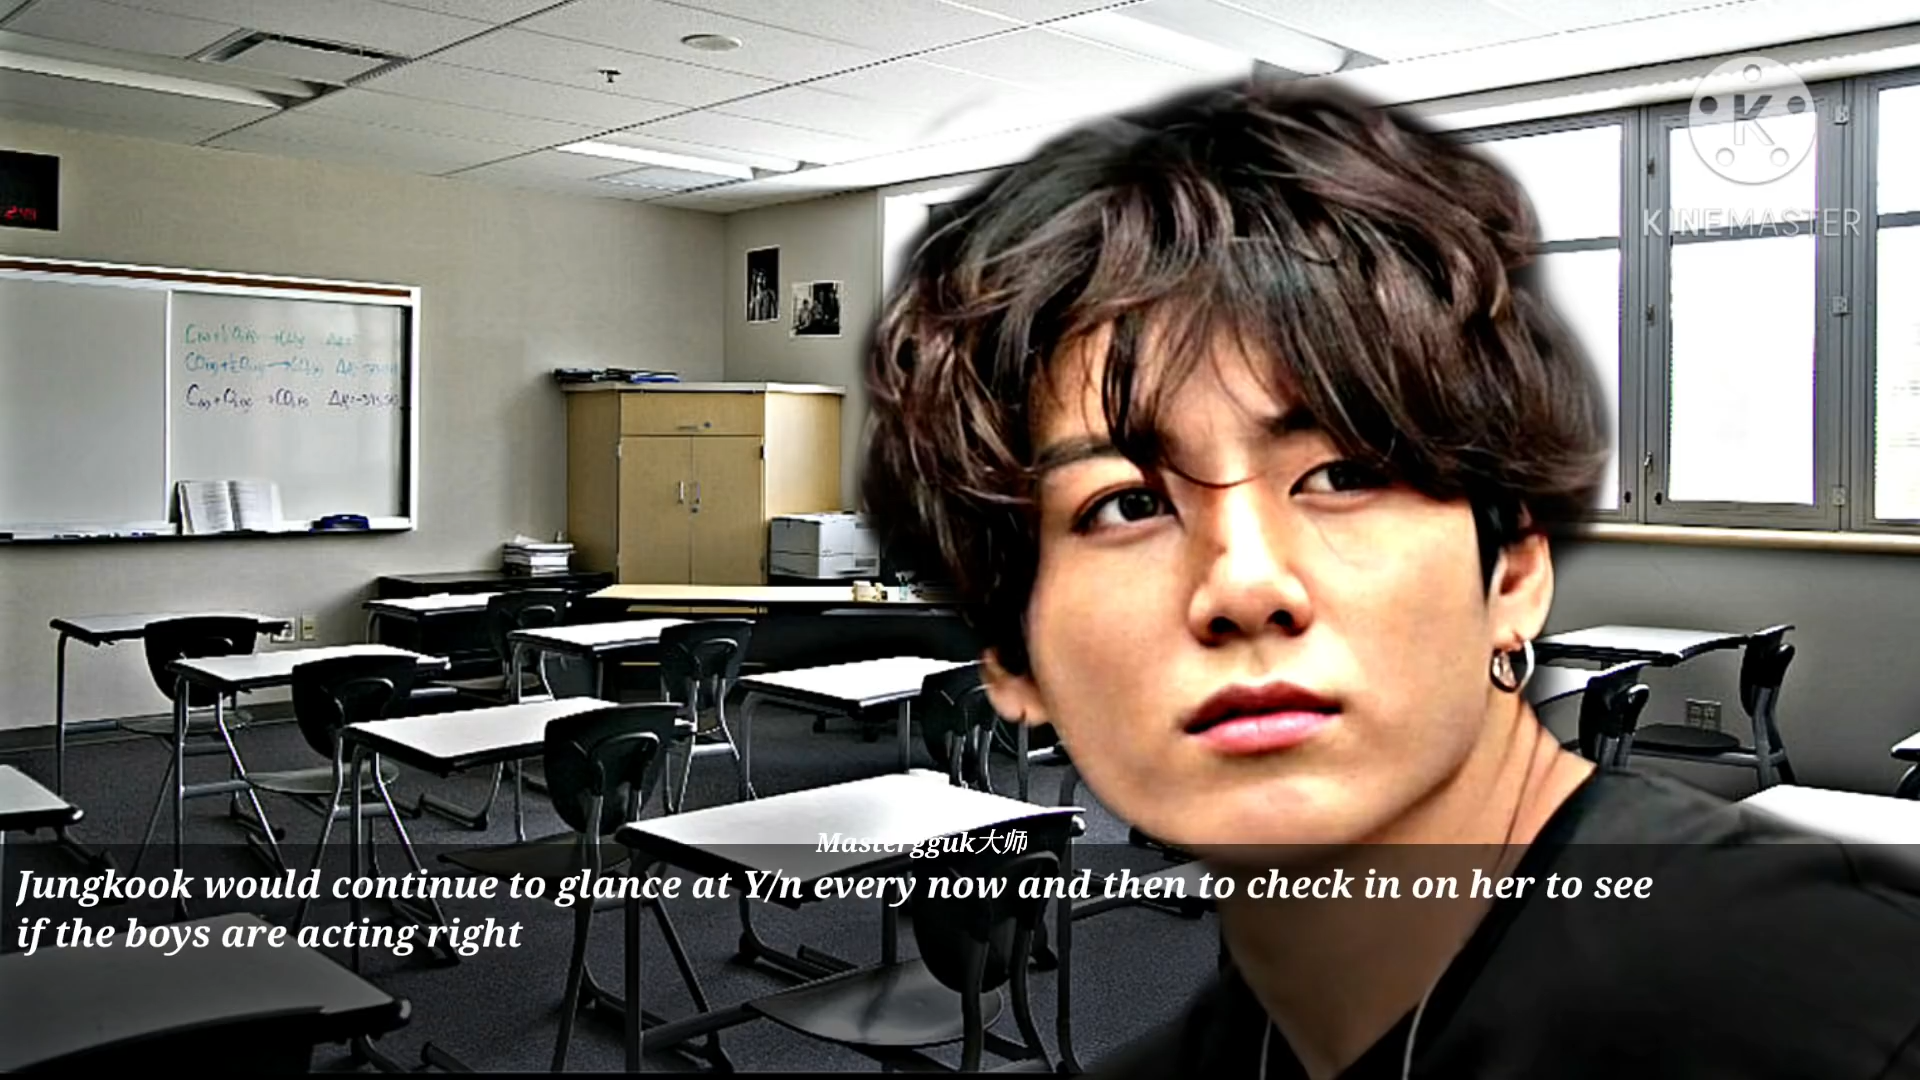 K
KINEMASTER
Mastergguk大师
Jungkook would continue to glance at Y/n every now and then to check in on her to see
if the boys are acting right